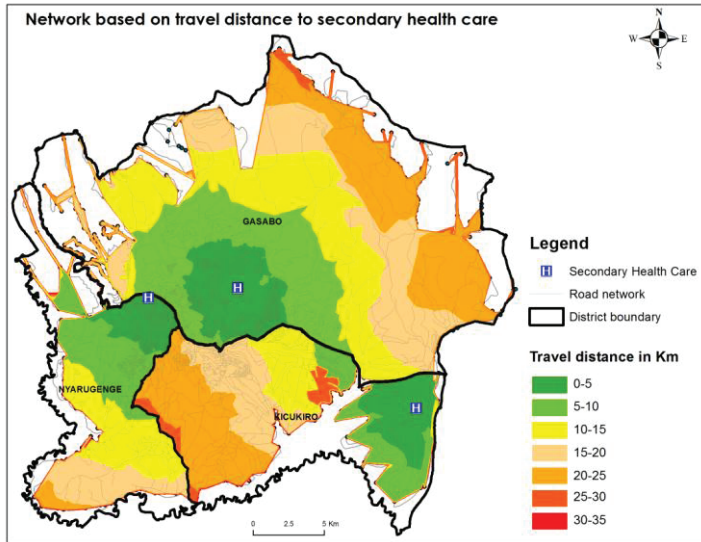 Network based on travel distance to secondary health care
N
W E
S
GASABO
H
H
NYARUGENGE
KICUKIRO
H
Legend
H Secondary Health Care
Road network
District boundary
Travel distance in Km
0-5
5-10
10-15
15-20
20-25
25-30
30-35
0 2.5 5 Km